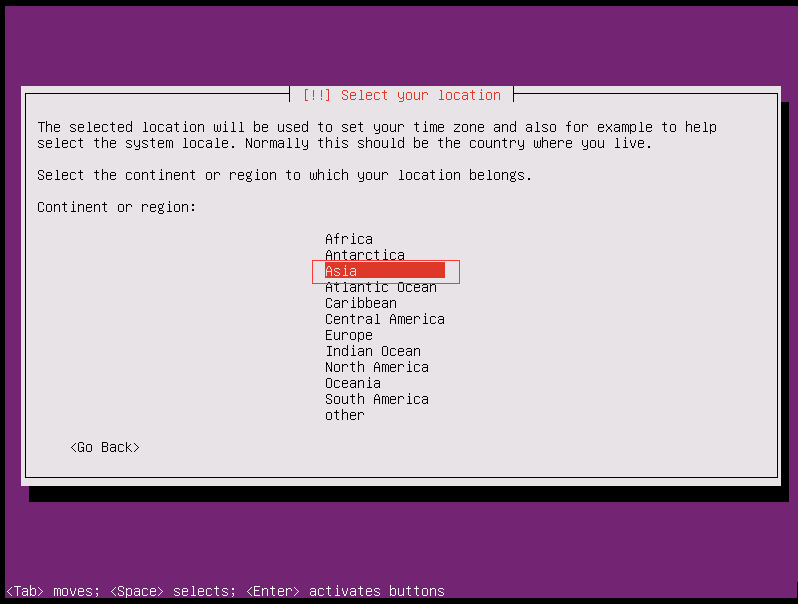 [!!] Select your location
The selected location will be used to set your time zone and also for example to help
select the system locale. Normally this should be the country where you live.
Select the continent or region to which your location belongs.
Continent or region:
Africa
Antarctica
Asia
Atlantic Ocean
Caribbean
Central America
Europe
Indian Ocean
North America
Oceania
South America
other
<Go Back>
<Tab> moves; <Space> selects; <Enter> activates buttons